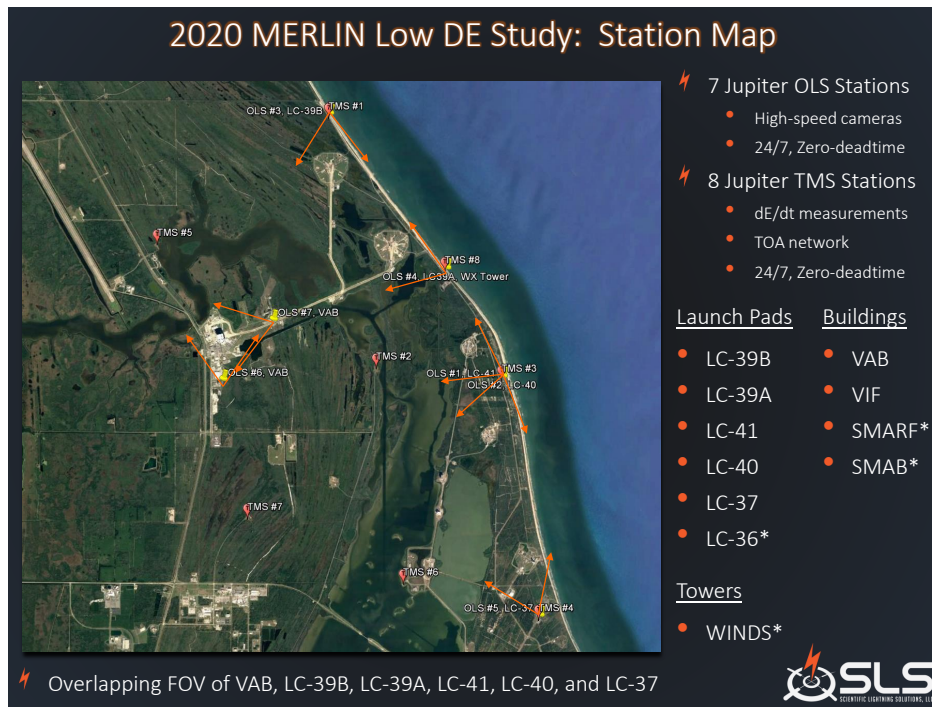 2020 MERLIN Low DE Study:  Station Map
OLS #3, LC-39B
TMS #1
TMS #5
TMS #8
OLS #4, LC39A, WX Tower
OLS #7, VAB
TMS #2
OLS #6, VAB
OLS #1, LC-41
TMS #3
OLS #2, LC-40
TMS #7
TMS #6
OLS #5, LC-37
TMS #4
7 Jupiter OLS Stations
High-speed cameras
24/7, Zero-deadtime
8 Jupiter TMS Stations
dE/dt measurements
TOA network
24/7, Zero-deadtime
Launch Pads
LC-39B
LC-39A
LC-41
LC-40
LC-37
LC-36*
Buildings
VAB
VIF
SMARF*
SMAB*
Towers
WINDS*
Overlapping FOV of VAB, LC-39B, LC-39A, LC-41, LC-40, and LC-37
SLS
SCIENTIFIC LIGHTNING SOLUTIONS, LLC